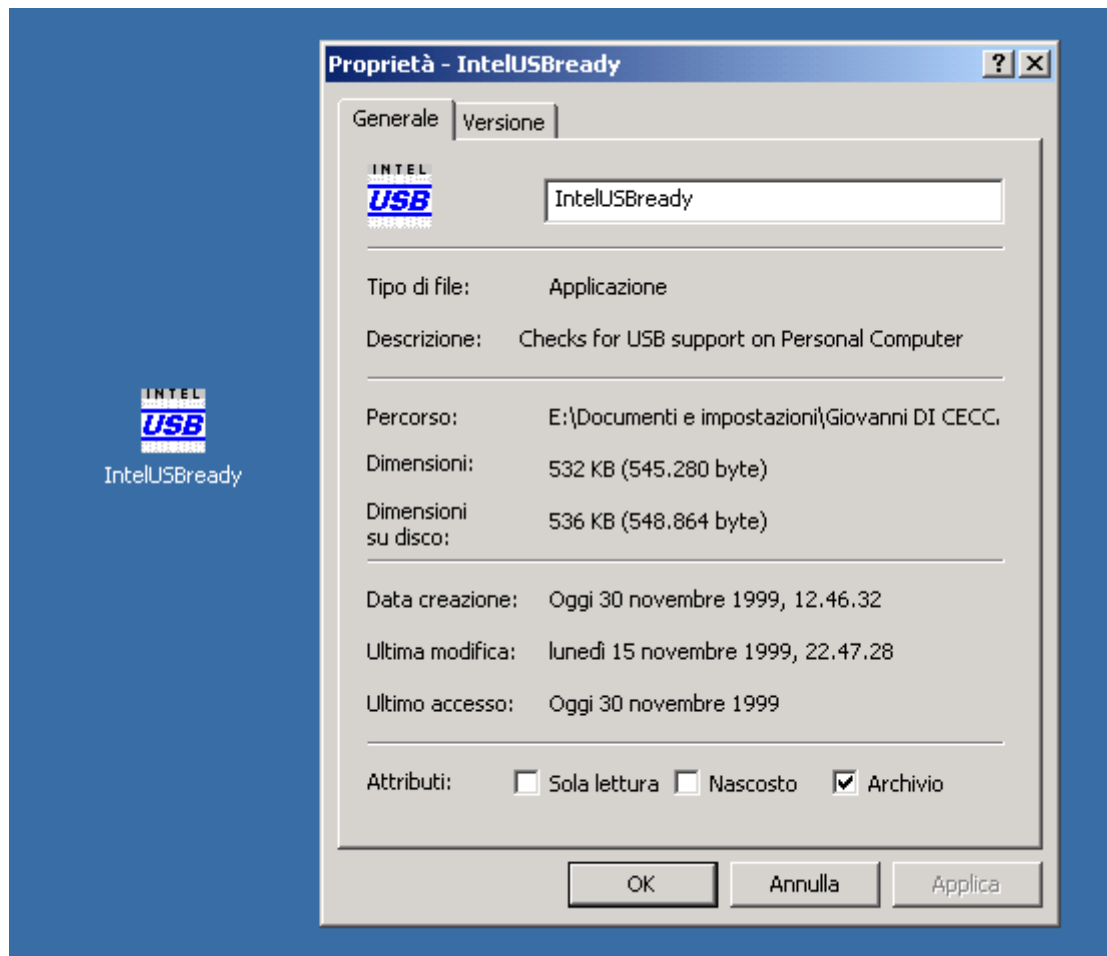 Proprietà - IntelUSBready
Generale Versione
INTEL
USB
IntelUSBready
Tipo di file: Applicazione
Descrizione: Checks for USB support on Personal Computer
Percorso: E:\Documenti e impostazioni\Giovanni DI CECC
Dimensioni: 532 KB (545.280 byte)
Dimensioni
su disco: 536 KB (548.864 byte)
Data creazione: Oggi 30 novembre 1999, 12.46.32
Ultima modifica: lunedì 15 novembre 1999, 22.47.28
Ultimo accesso: Oggi 30 novembre 1999
Attributi: Sola lettura Nascosto Archivio
OK Annulla Applica
INTEL
USB
IntelUSBready